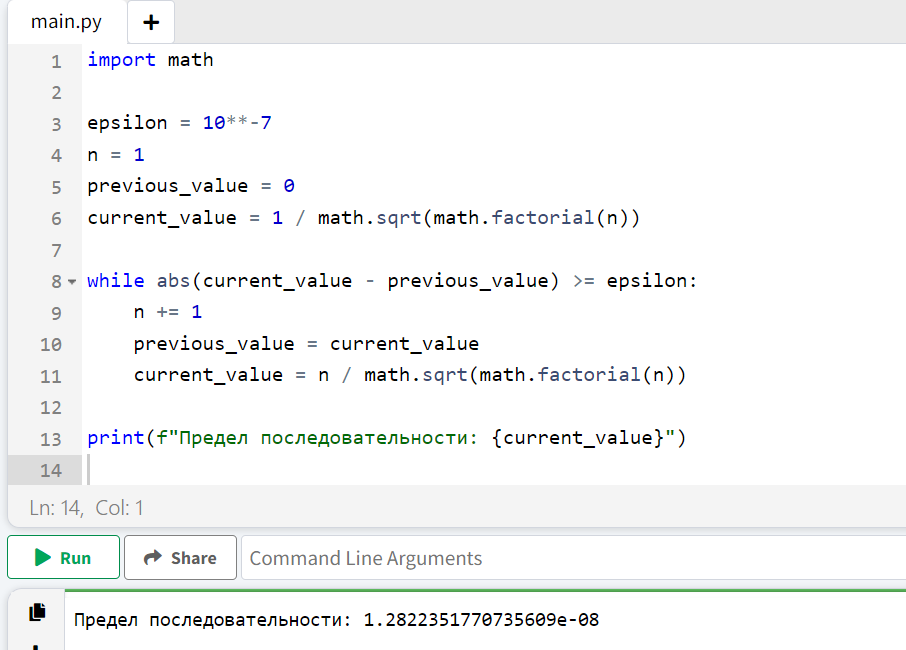 main.py +
1 import math
2
3 epsilon = 10**-7
4 n = 1
5 previous_value = 0
6 current_value = 1 / math.sqrt(math.factorial(n))
7
8 while abs(current_value - previous_value) >= epsilon:
9     n += 1
10     previous_value = current_value
11     current_value = n / math.sqrt(math.factorial(n))
12
13 print(f"Предел последовательности: {current_value}")
14
Ln: 14, Col: 1
Run Share Command Line Arguments
Предел последовательности: 1.2822351770735609e-08